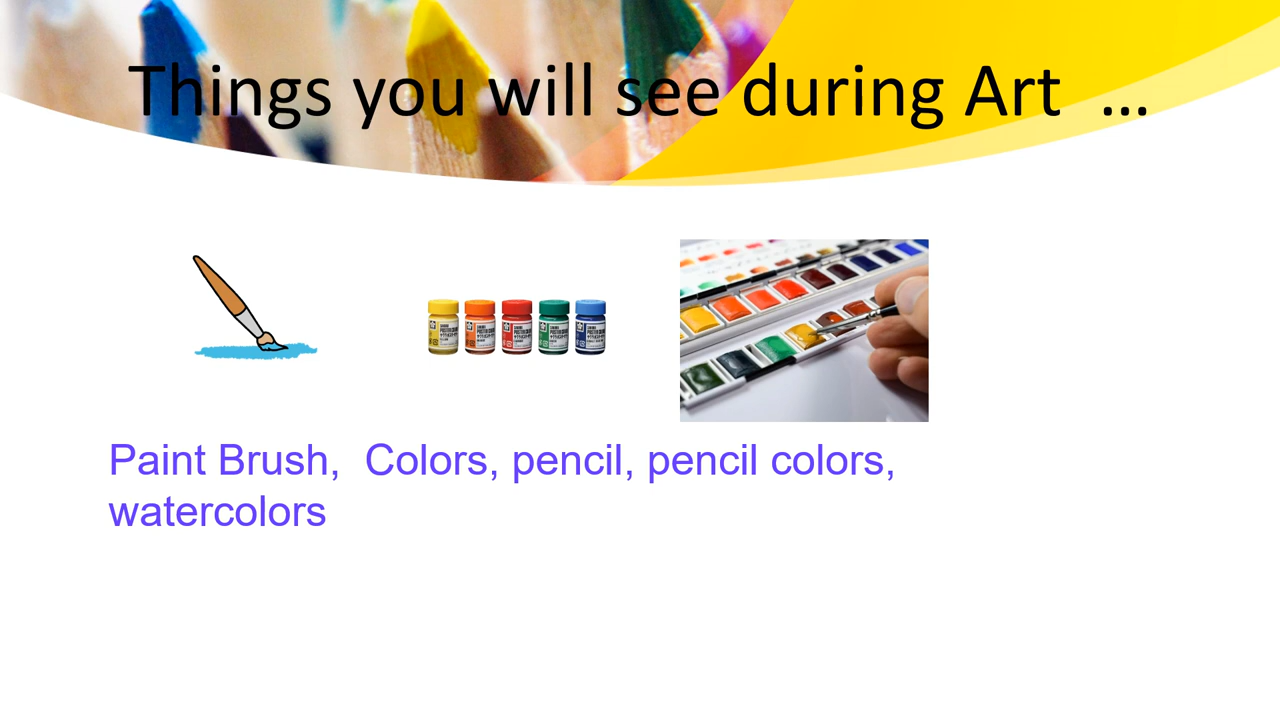 Things you will see during Art  ...
Paint Brush,  Colors, pencil, pencil colors,
watercolors